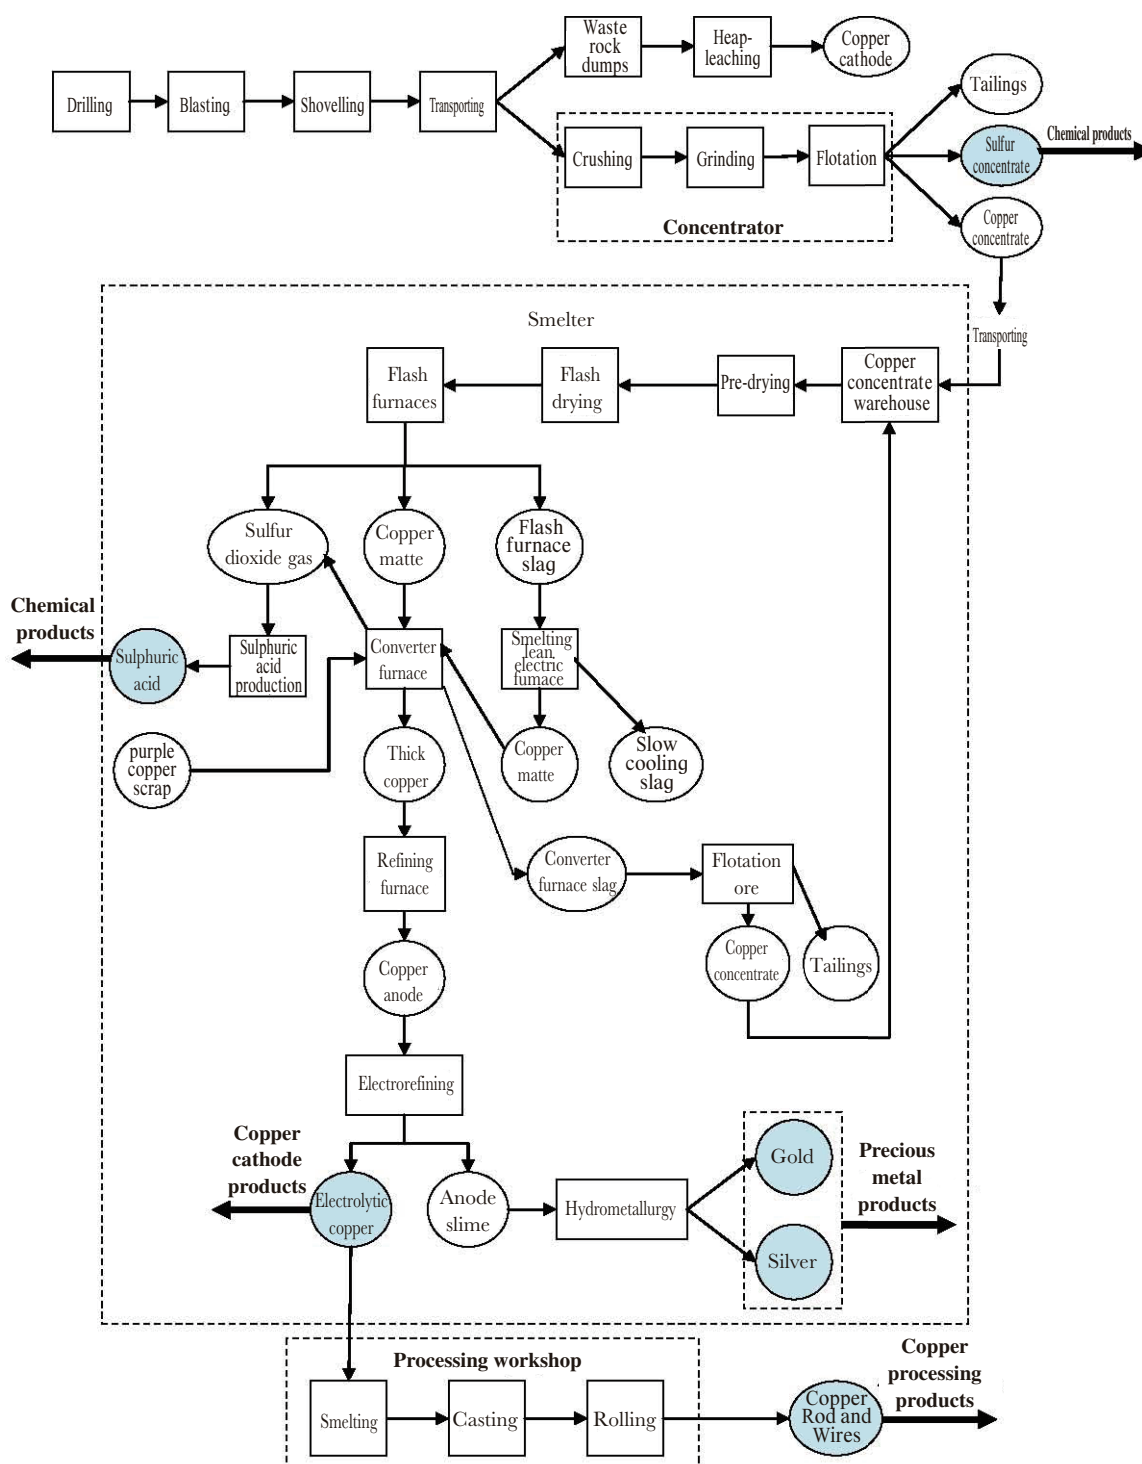 Drilling
Blasting
Shovelling
Transporting
Waste
rock
dumps
Heap-
leaching
Copper
cathode
Crushing
Grinding
Flotation
Concentrator
Tailings
Sulfur
concentrate
Chemical products
Copper
concentrate
Transporting
Smelter
Flash
furnaces
Flash
drying
Pre-drying
Copper
concentrate
warehouse
Sulfur
dioxide gas
Copper
matte
Flash
furnace
slag
Chemical
products
Sulphuric
acid
Sulphuric
acid
production
Converter
furnace
Smelting
lean
electric
fumace
purple
copper
scrap
Thick
copper
Copper
matte
Slow
cooling
slag
Refining
furnace
Converter
furnace slag
Flotation
ore
Copper
anode
Copper
concentrate
Tailings
Electrorefining
Copper
cathode
products
Electrolytic
copper
Anode
slime
Hydrometallurgy
Gold
Silver
Precious
metal
products
Processing workshop
Smelting
Casting
Rolling
Copper
Rod and
Wires
Copper
processing
products